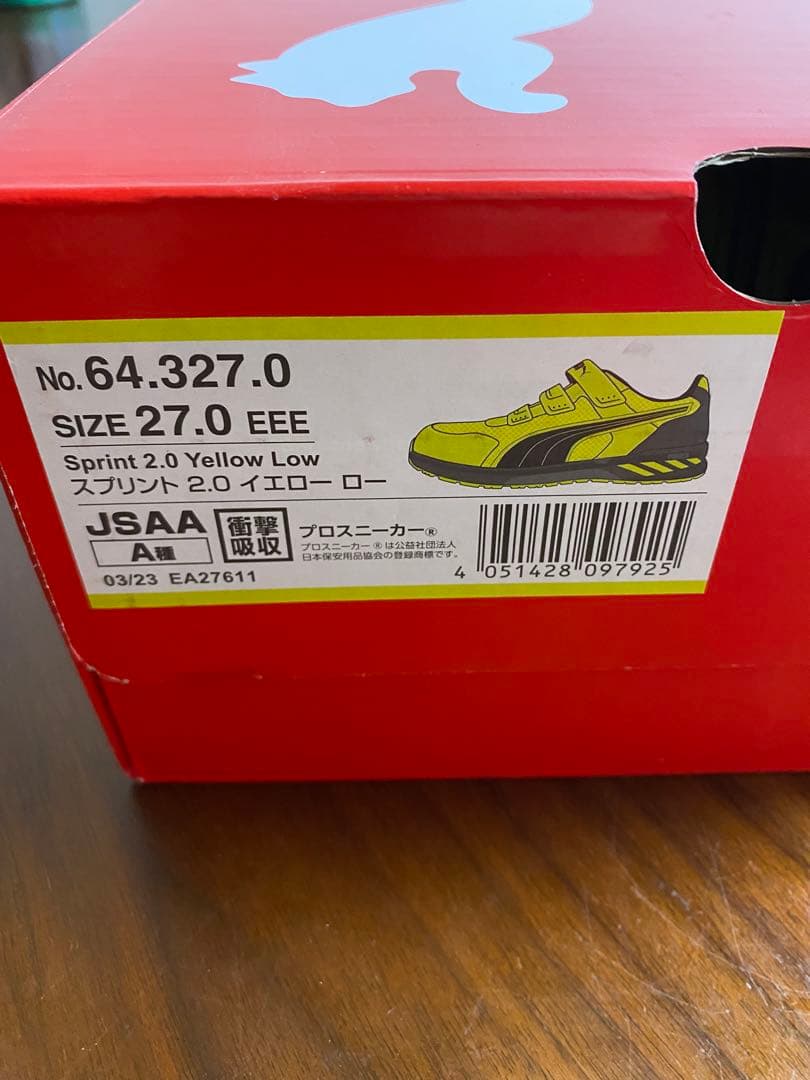 No.64.327.0
SIZE 27.0 EEE
Sprint 2.0 Yellow Low
スプリント 2.0 イエロー ロー
JSAA
A種
衝撃
吸収
プロスニーカー®
プロスニーカー®は公益社団法人
日本保安用品協会の登録商標です。
03/23 EA27611
4 051428 097925